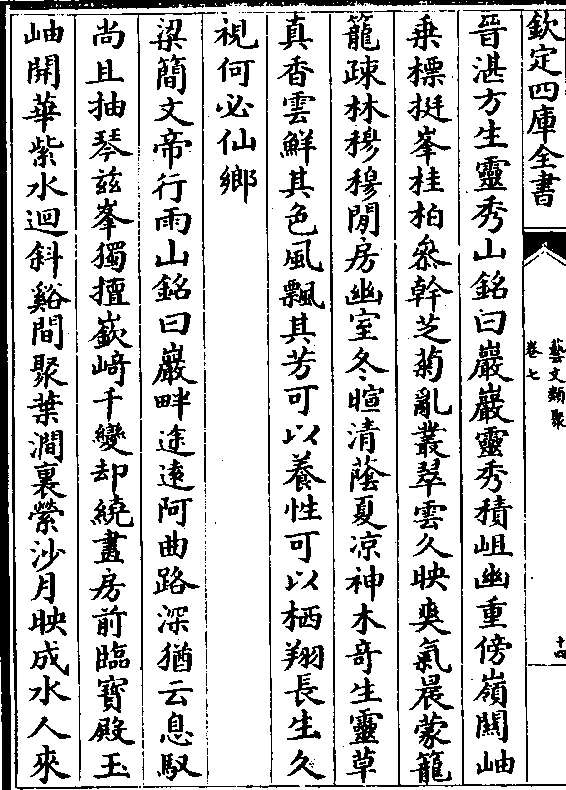 欽定四庫全書
藝文類聚
卷七
十四
晉湛方生靈秀山銘曰巖巖靈秀積岨幽重傍嶺關岫
乗標挺峯桂柏參幹芝菊亂叢翠雲久映爽氣晨蒙籠
籠疎林穆穆閒房幽室冬暄清蔭夏凉神木竒生靈草
真香雲鮮其色風飄其芳可以養性可以栖翔長生久
視何必仙鄉
梁簡文帝行雨山銘曰巖畔途遠阿曲路深猶云息馭
尚且抽琴兹峯獨擅嶔崎千變却繞畫房前臨寶殿玉
岫開華紫水迴斜谿間聚葉澗裏縈沙月映成水人來